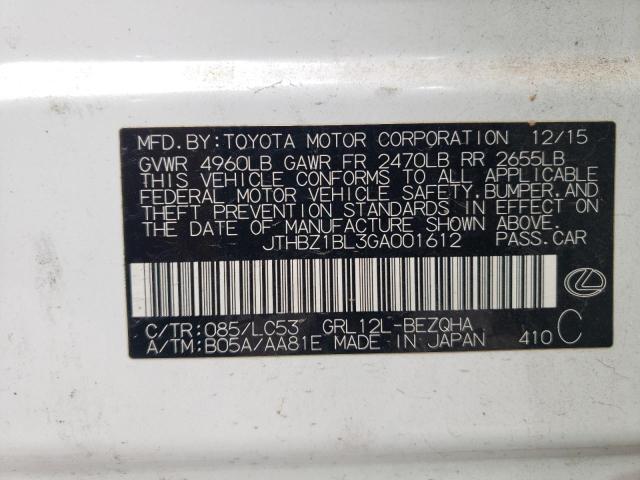 MFD.BY:TOYOTA MOTOR CORPORATION 12/15
GVWR 4960LB GAWR FR 2470LB RR 2655LB
THIS VEHICLE CONFORMS TO ALL APPLICABLE
FEDERAL MOTOR VEHICLE SAFETY,BUMPER,AND
THEFT PREVENTION STANDARDS IN EFFECT ON
THE DATE OF MANUFACTURE SHOWN ABOVE.
JTHBZ1BL3GA001612 PASS.CAR
C/TR:085/LC53 GRL12L-BEZQHA
A/TM:B05A/AA81E MADE IN JAPAN 410 C